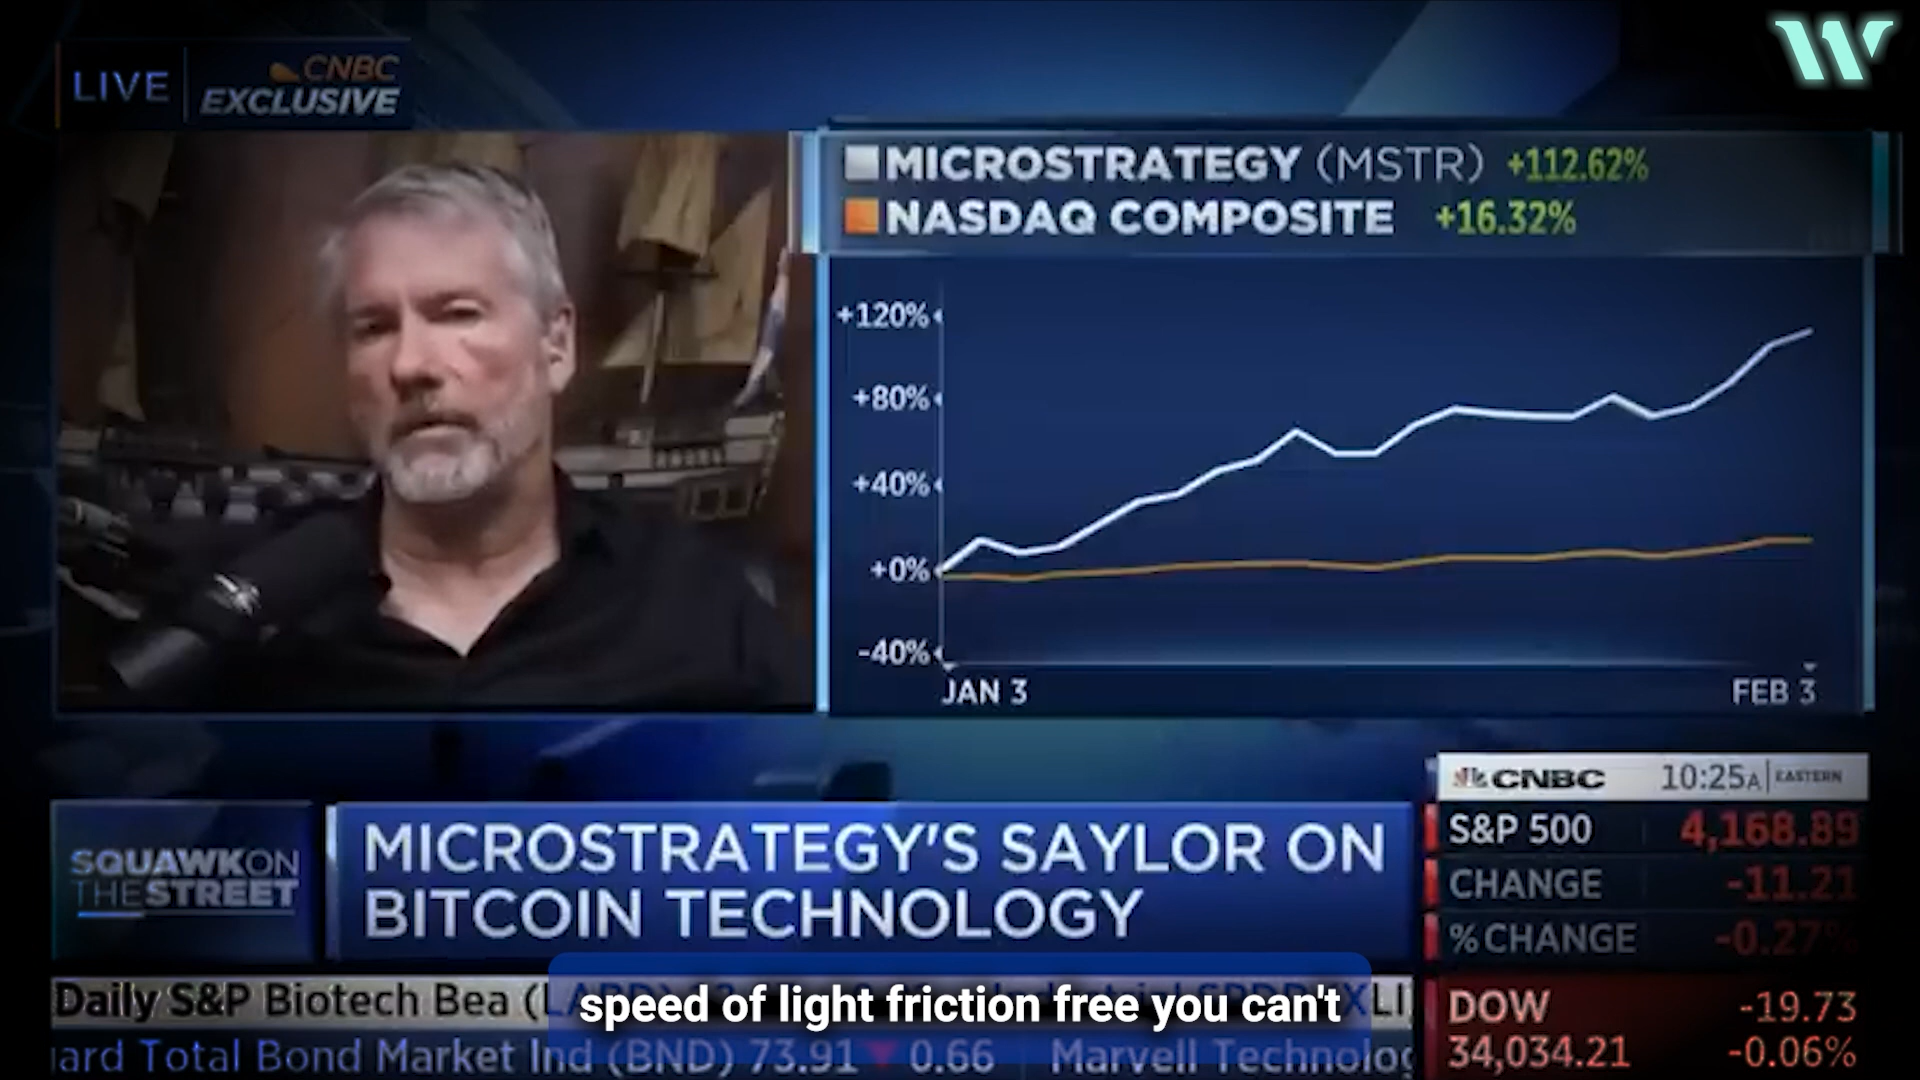 W
LIVE
CNBC
EXCLUSIVE
MICROSTRATEGY (MSTR) +112.62%
NASDAQ COMPOSITE +16.32%
+120%
+80%
+40%
+0%
-40%
JAN 3 FEB 3
CNBC 10:25A EASTERN
S&P 500 4,168.89
CHANGE -11.21
%CHANGE -0.27%
SQUAWK ON
THE STREET
MICROSTRATEGY'S SAYLOR ON
BITCOIN TECHNOLOGY
Daily S&P Biotech Bea
speed of light friction free you can't
Total Bond Market Ind (BND) 73.91 ▼ 0.66 Marvell
DOW -19.73
34,034.21 -0.06%